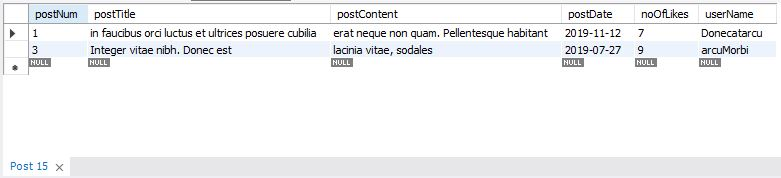 postNum postTitle postContent postDate noOfLikes userName
1 in faucibus orci luctus et ultrices posuere cubilia erat neque non quam. Pellentesque habitant 2019-11-12 7 Donecatarcu
3 Integer vitae nibh. Donec est lacinia vitae, sodales 2019-07-27 9 arcuMorbi
NULL NULL NULL NULL NULL NULL
Post 15